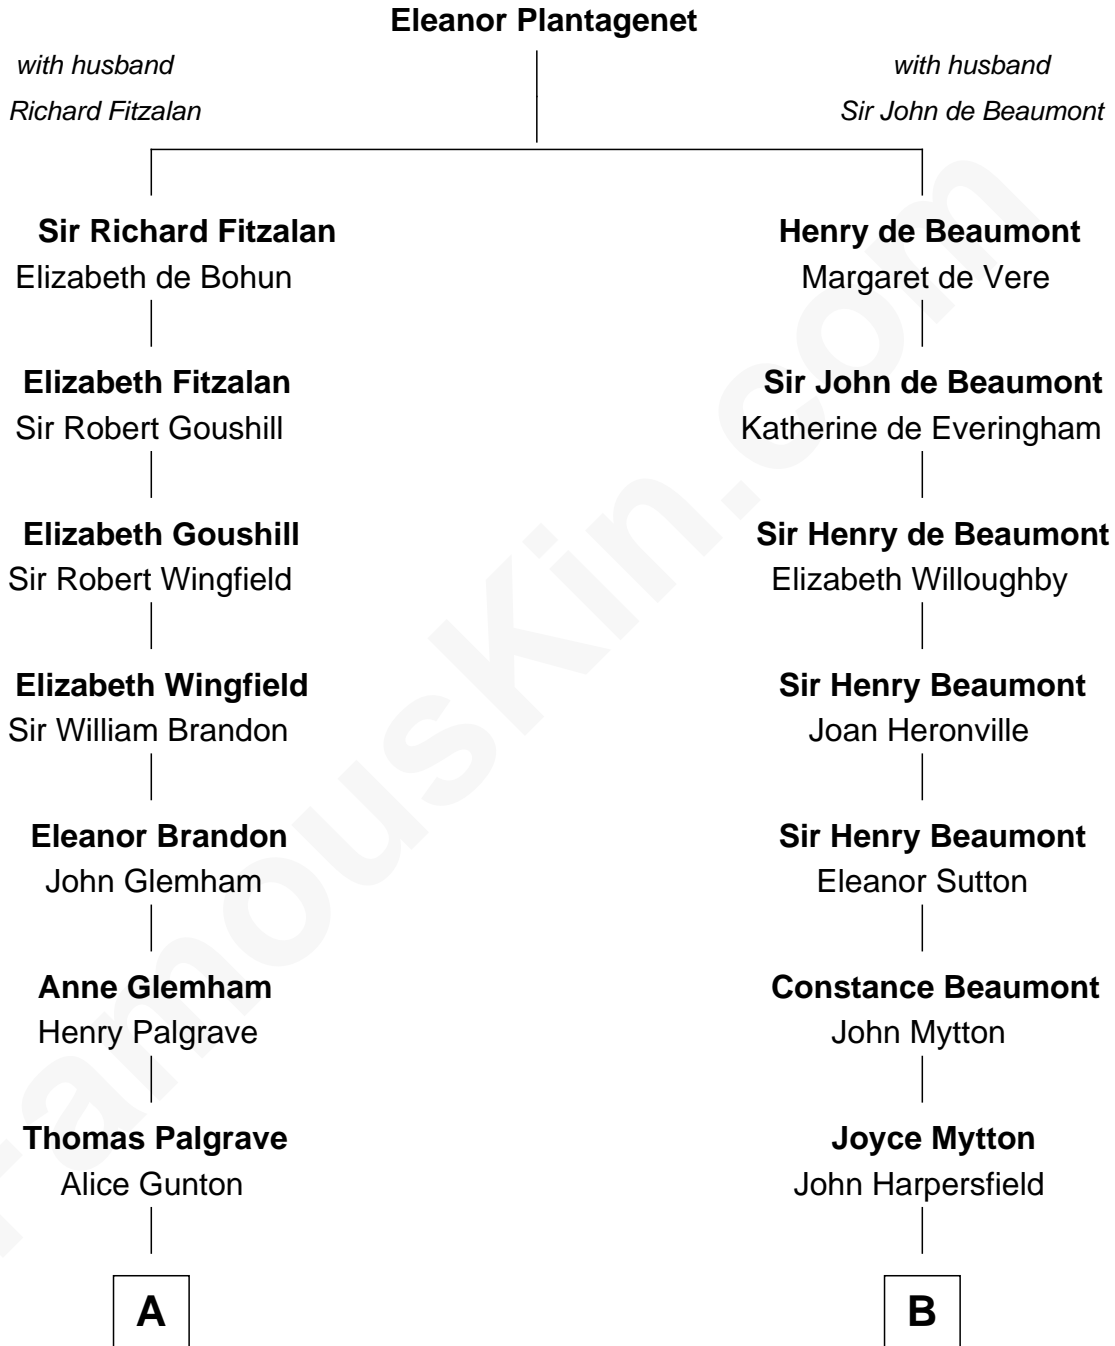 Eleanor Plantagenet
with husband
Richard Fitzalan
with husband
Sir John de Beaumont
Sir Richard Fitzalan
Elizabeth de Bohun
Henry de Beaumont
Margaret de Vere
Elizabeth Fitzalan
Sir Robert Goushill
Sir John de Beaumont
Katherine de Everingham
Elizabeth Goushill
Sir Robert Wingfield
Sir Henry de Beaumont
Elizabeth Willoughby
Elizabeth Wingfield
Sir William Brandon
Sir Henry Beaumont
Joan Heronville
Eleanor Brandon
John Glemham
Sir Henry Beaumont
Eleanor Sutton
Anne Glemham
Henry Palgrave
Constance Beaumont
John Mytton
Thomas Palgrave
Alice Gunton
Joyce Mytton
John Harpersfield
A
B
FamousKin.com